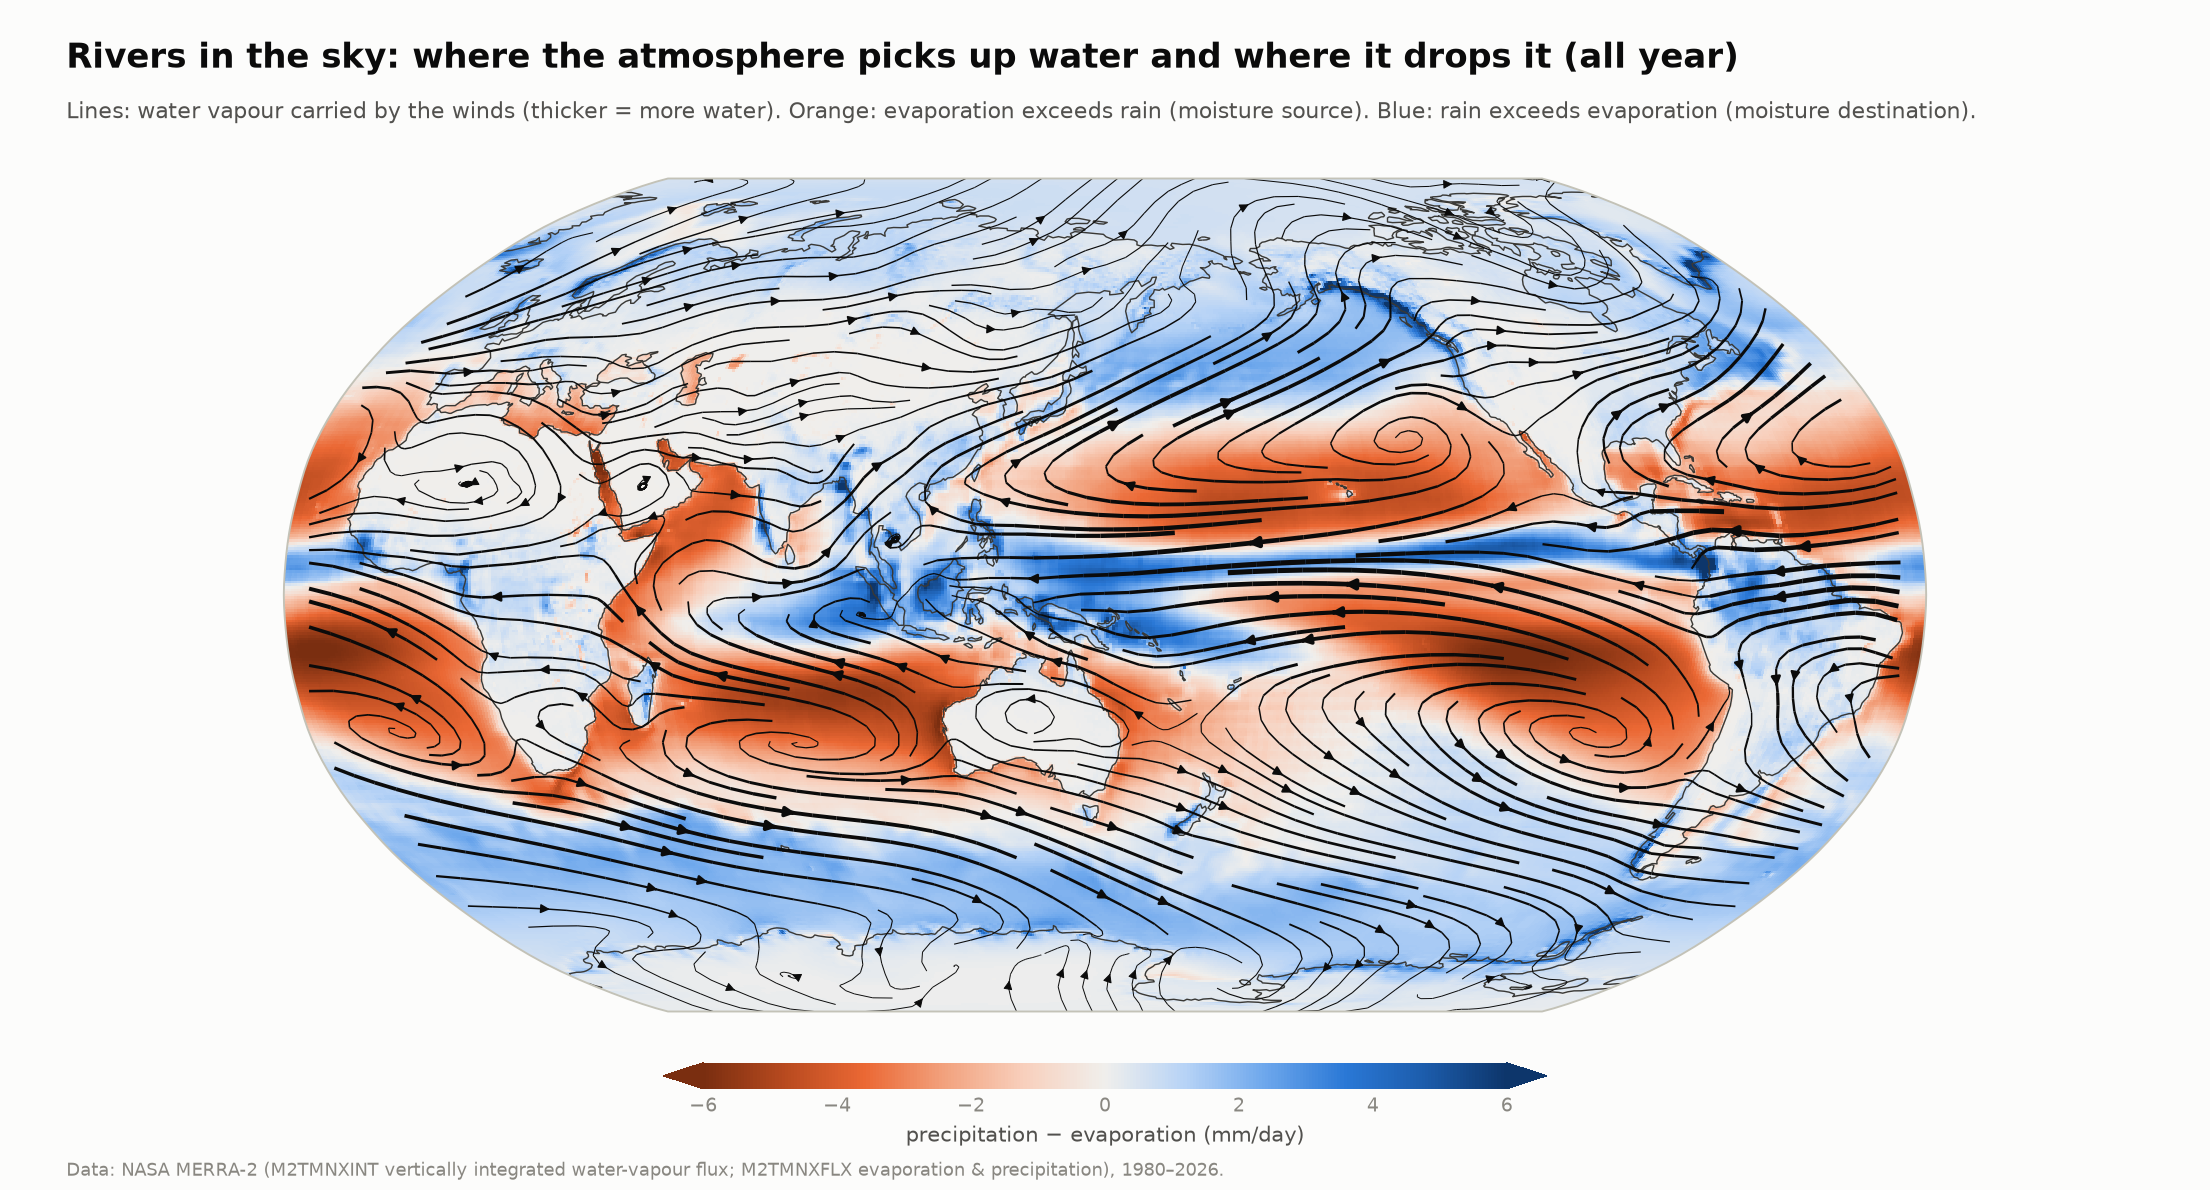 Rivers in the sky: where the atmosphere picks up water and where it drops it (all year)
Lines: water vapour carried by the winds (thicker = more water). Orange: evaporation exceeds rain (moisture source). Blue: rain exceeds evaporation (moisture destination).
−6 −4 −2 0 2 4 6
precipitation − evaporation (mm/day)
Data: NASA MERRA-2 (M2TMNXINT vertically integrated water-vapour flux; M2TMNXFLX evaporation & precipitation), 1980–2026.